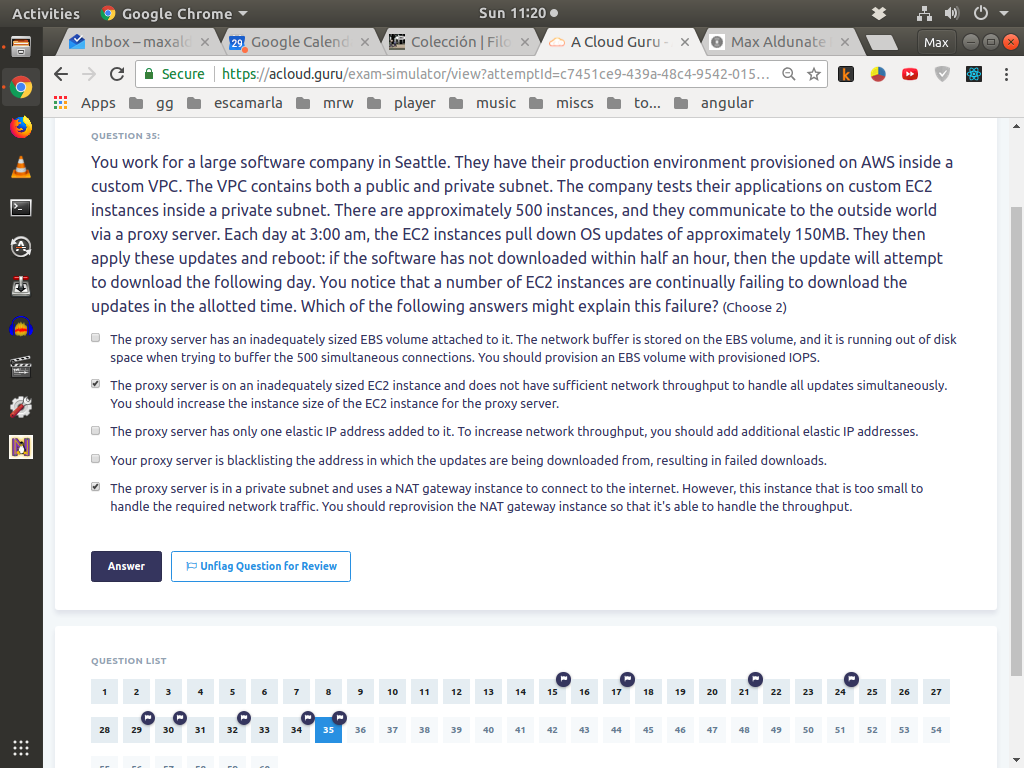 Activities Google Chrome Sun 11:20
Inbox – maxald Google Calend Colección | Filo A Cloud Guru - Max Aldunate Max
Secure https://acloud.guru/exam-simulator/view?attemptId=c7451ce9-439a-48c4-9542-015...
Apps gg escamarla mrw player music miscs to... angular
QUESTION 35:
You work for a large software company in Seattle. They have their production environment provisioned on AWS inside a
custom VPC. The VPC contains both a public and private subnet. The company tests their applications on custom EC2
instances inside a private subnet. There are approximately 500 instances, and they communicate to the outside world
via a proxy server. Each day at 3:00 am, the EC2 instances pull down OS updates of approximately 150MB. They then
apply these updates and reboot: if the software has not downloaded within half an hour, then the update will attempt
to download the following day. You notice that a number of EC2 instances are continually failing to download the
updates in the allotted time. Which of the following answers might explain this failure? (Choose 2)
The proxy server has an inadequately sized EBS volume attached to it. The network buffer is stored on the EBS volume, and it is running out of disk
space when trying to buffer the 500 simultaneous connections. You should provision an EBS volume with provisioned IOPS.
The proxy server is on an inadequately sized EC2 instance and does not have sufficient network throughput to handle all updates simultaneously.
You should increase the instance size of the EC2 instance for the proxy server.
The proxy server has only one elastic IP address added to it. To increase network throughput, you should add additional elastic IP addresses.
Your proxy server is blacklisting the address in which the updates are being downloaded from, resulting in failed downloads.
The proxy server is in a private subnet and uses a NAT gateway instance to connect to the internet. However, this instance that is too small to
handle the required network traffic. You should reprovision the NAT gateway instance so that it's able to handle the throughput.
Answer Unflag Question for Review
QUESTION LIST
1 2 3 4 5 6 7 8 9 10 11 12 13 14 15 16 17 18 19 20 21 22 23 24 25 26 27
28 29 30 31 32 33 34 35 36 37 38 39 40 41 42 43 44 45 46 47 48 49 50 51 52 53 54
55 56 57 58 59 60